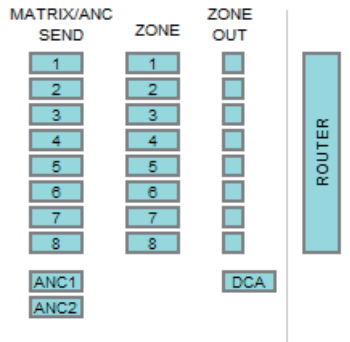 MATRIX/ANC SEND
ZONE
ZONE OUT
1 1
2 2
3 3
4 4
5 5
6 6
7 7
8 8
ANC1 DCA
ANC2
ROUTER